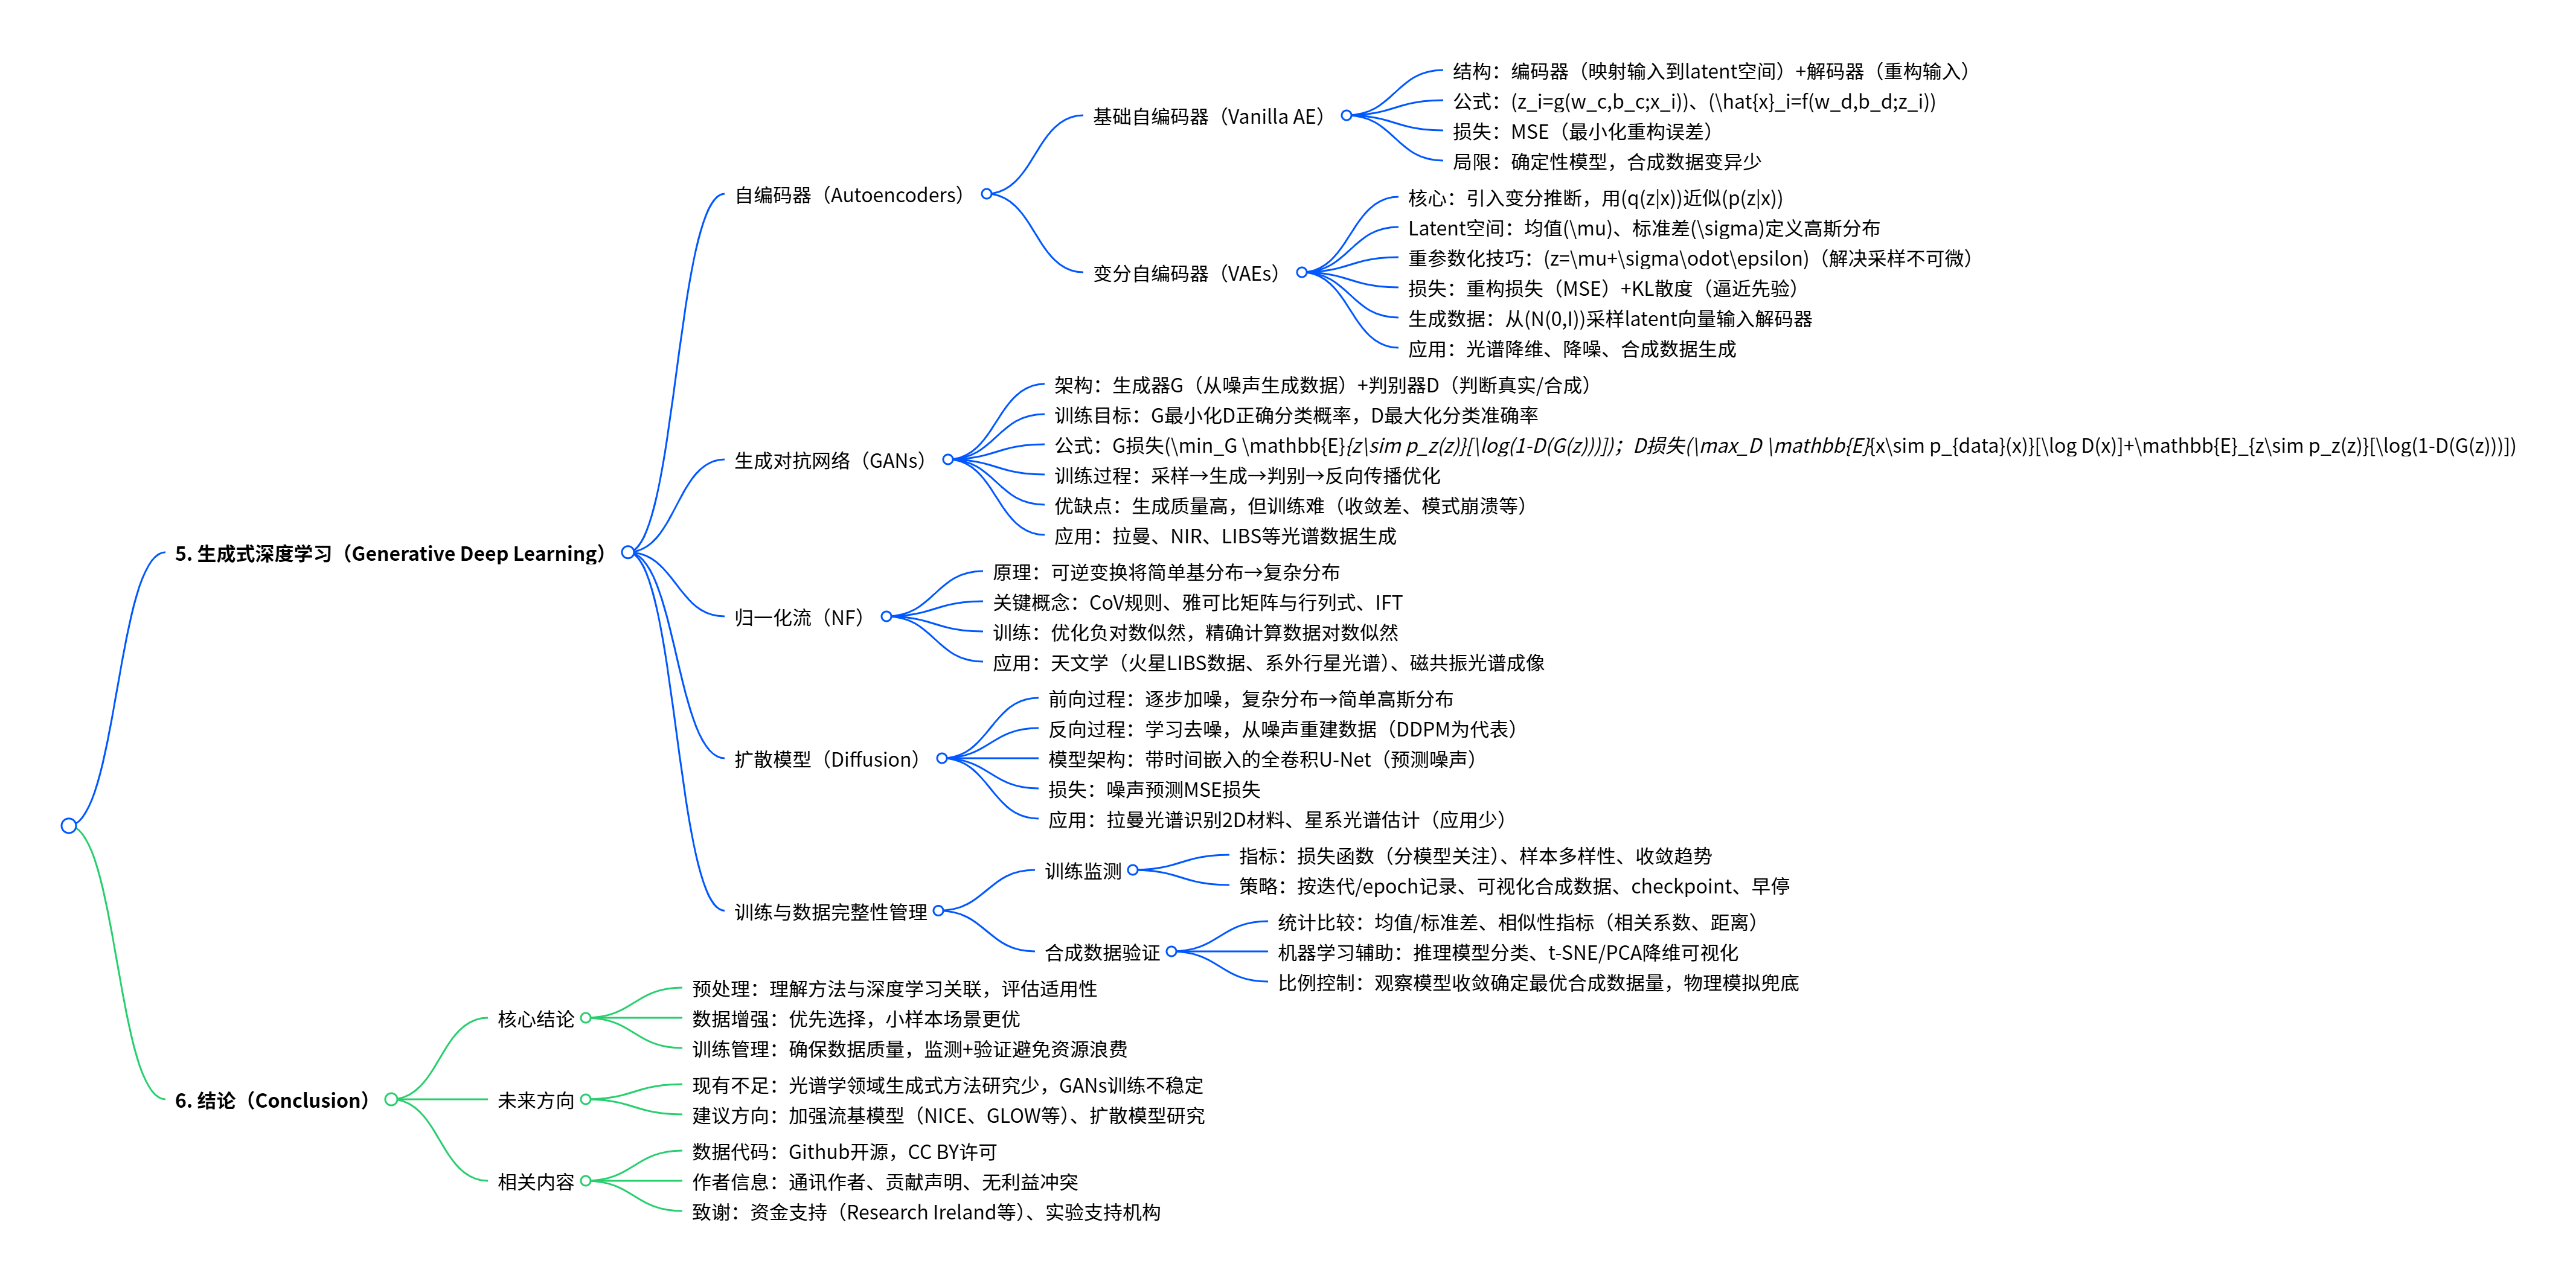 5. 生成式深度学习（Generative Deep Learning）
自编码器（Autoencoders）
基础自编码器（Vanilla AE）
结构：编码器（映射输入到latent空间）+解码器（重构输入）
公式：(z_i=g(w_c,b_c;x_i))、(\hat{x}_i=f(w_d,b_d;z_i))
损失：MSE（最小化重构误差）
局限：确定性模型，合成数据变异少
变分自编码器（VAEs）
核心：引入变分推断，用(q(z|x))近似(p(z|x))
Latent空间：均值(\mu)、标准差(\sigma)定义高斯分布
重参数化技巧：(z=\mu+\sigma\odot\epsilon)（解决采样不可微）
损失：重构损失（MSE）+KL散度（逼近先验）
生成数据：从(N(0,I))采样latent向量输入解码器
应用：光谱降维、降噪、合成数据生成
生成对抗网络（GANs）
架构：生成器G（从噪声生成数据）+判别器D（判断真实/合成）
训练目标：G最小化D正确分类概率，D最大化分类准确率
公式：G损失(\min_G \mathbb{E}{z\sim p_z(z)}[\log(1-D(G(z)))])；D损失(\max_D \mathbb{E}{x\sim p_{data}(x)}[\log D(x)]+\mathbb{E}_{z\sim p_z(z)}[\log(1-D(G(z)))])
训练过程：采样→生成→判别→反向传播优化
优缺点：生成质量高，但训练难（收敛差、模式崩溃等）
应用：拉曼、NIR、LIBS等光谱数据生成
归一化流（NF）
原理：可逆变换将简单基分布→复杂分布
关键概念：CoV规则、雅可比矩阵与行列式、IFT
训练：优化负对数似然，精确计算数据对数似然
应用：天文学（火星LIBS数据、系外行星光谱）、磁共振光谱成像
扩散模型（Diffusion）
前向过程：逐步加噪，复杂分布→简单高斯分布
反向过程：学习去噪，从噪声重建数据（DDPM为代表）
模型架构：带时间嵌入的全卷积U-Net（预测噪声）
损失：噪声预测MSE损失
应用：拉曼光谱识别2D材料、星系光谱估计（应用少）
训练与数据完整性管理
训练监测
指标：损失函数（分模型关注）、样本多样性、收敛趋势
策略：按迭代/epoch记录、可视化合成数据、checkpoint、早停
合成数据验证
统计比较：均值/标准差、相似性指标（相关系数、距离）
机器学习辅助：推理模型分类、t-SNE/PCA降维可视化
比例控制：观察模型收敛确定最优合成数据量，物理模拟兜底
6. 结论（Conclusion）
核心结论
预处理：理解方法与深度学习关联，评估适用性
数据增强：优先选择，小样本场景更优
训练管理：确保数据质量，监测+验证避免资源浪费
未来方向
现有不足：光谱学领域生成式方法研究少，GANs训练不稳定
建议方向：加强流基模型（NICE、GLOW等）、扩散模型研究
相关内容
数据代码：Github开源，CC BY许可
作者信息：通讯作者、贡献声明、无利益冲突
致谢：资金支持（Research Ireland等）、实验支持机构